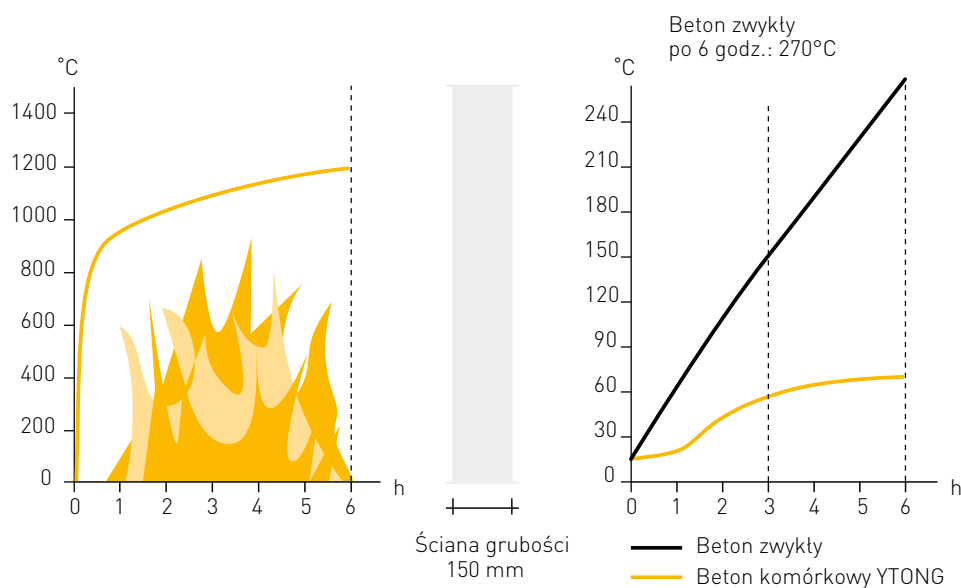 Beton zwykły
po 6 godz.: 270°C
°C
1400
1200
1000
800
600
400
200
0
0 1 2 3 4 5 6 h
Ściana grubości
150 mm
°C
240
210
180
150
120
90
60
30
0
0 1 2 3 4 5 6 h
Beton zwykły
Beton komórkowy YTONG